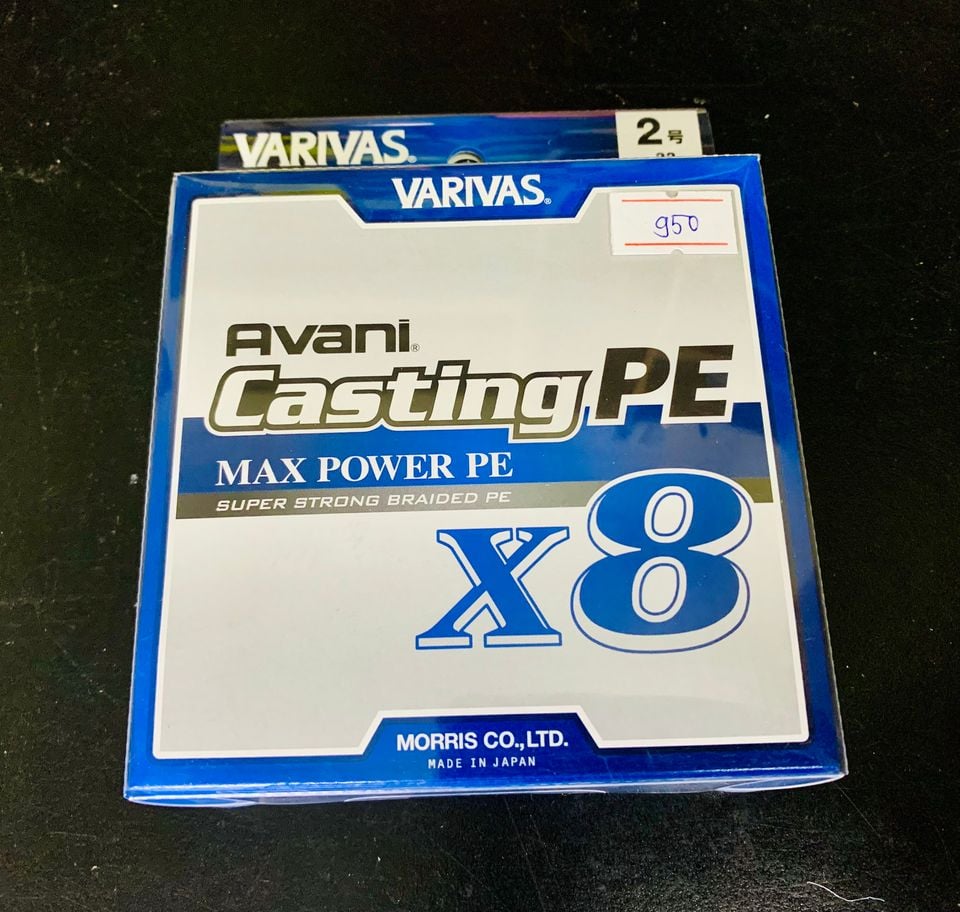 VARIVAS®
2号
VARIVAS®
950
Avani®
Casting PE
MAX POWER PE
SUPER STRONG BRAIDED PE
X8
MORRIS CO.,LTD.
MADE IN JAPAN